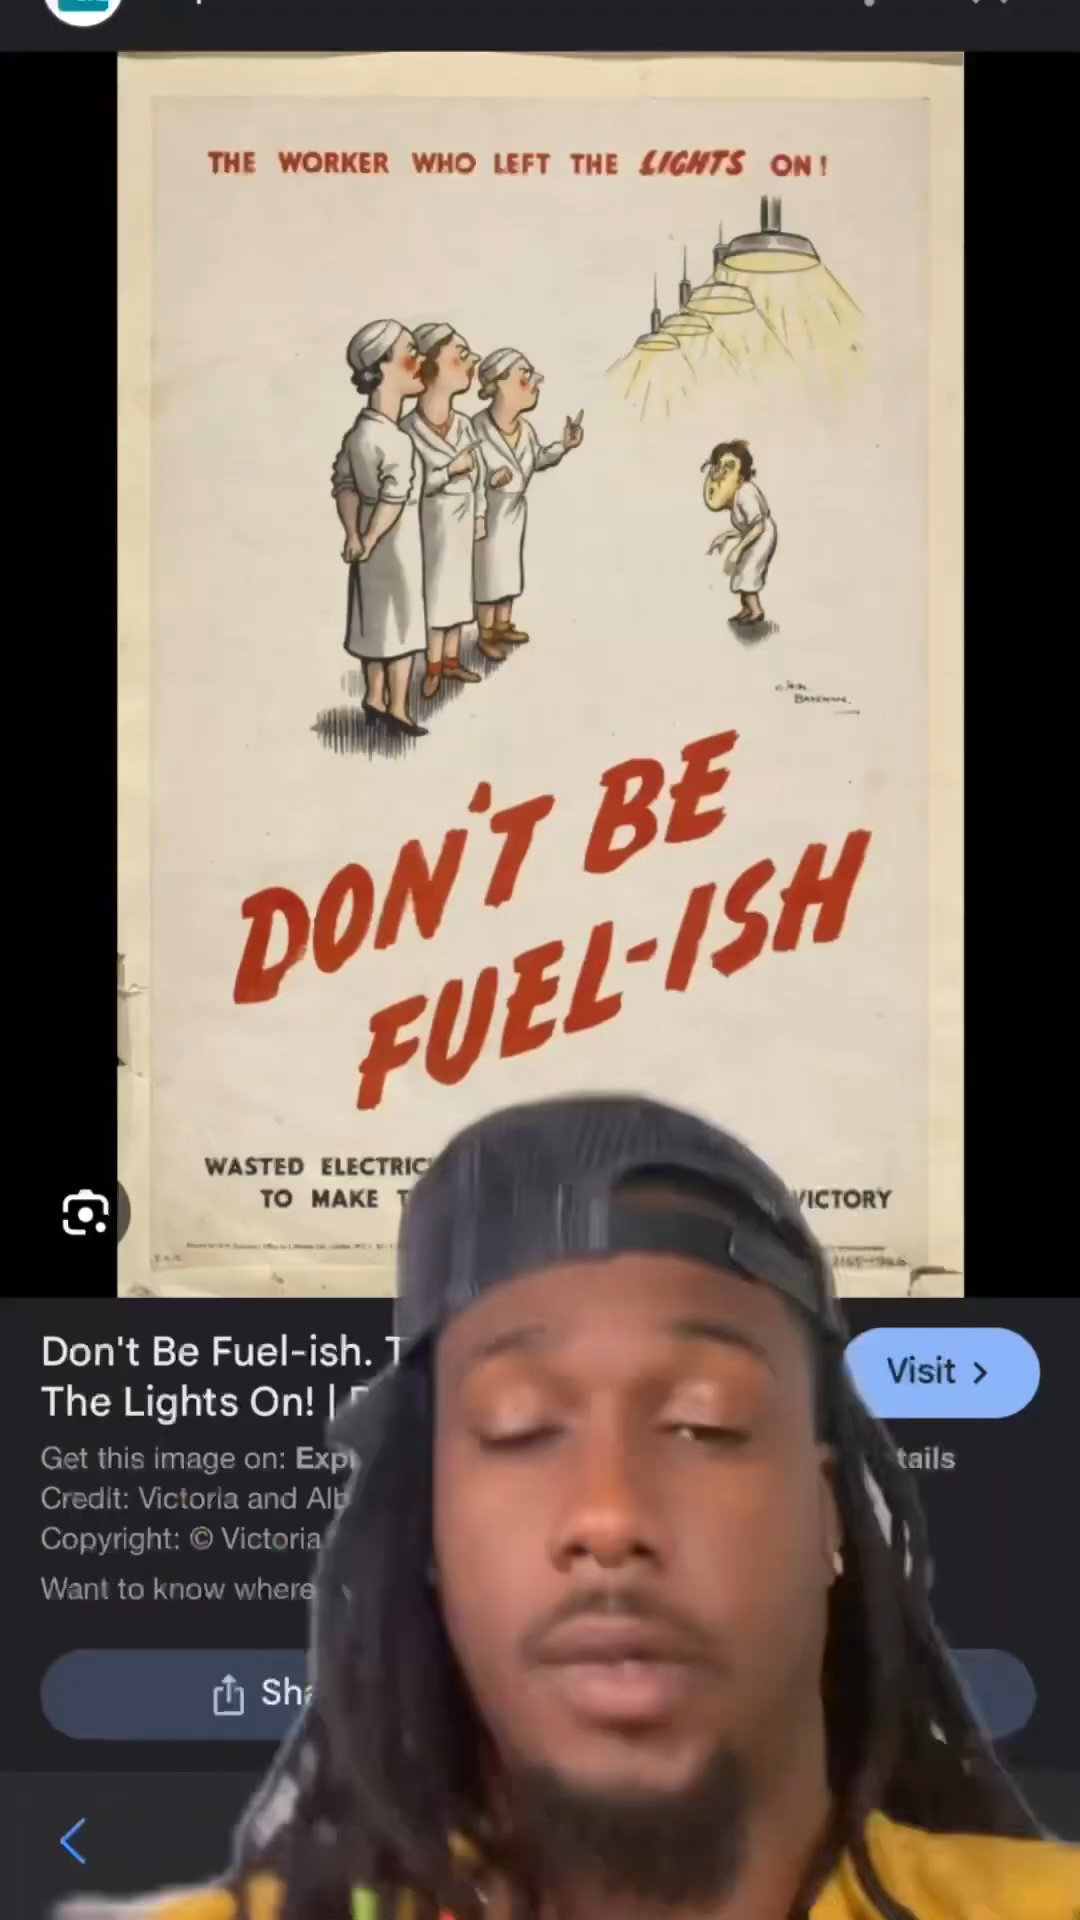 THE WORKER WHO LEFT THE LIGHTS ON!
DON'T BE
FUEL-ISH
WASTED ELECTRIC
TO MAKE
VICTORY
Don't Be Fuel-ish.
The Lights On! |
Visit >
Get this image on:
tails
Credit: Victoria and Alb
Copyright: © Victoria
Want to know where
Sha